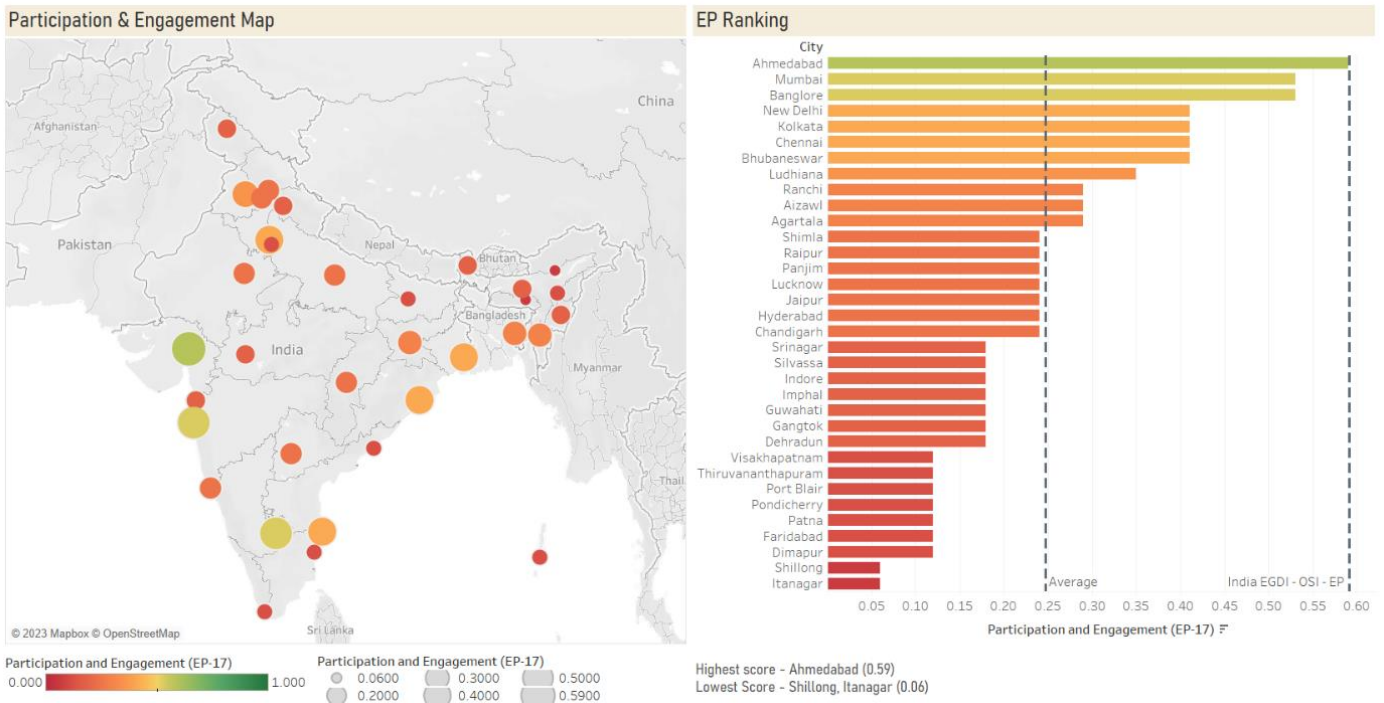 Participation & Engagement Map
China
Afghanistan
Pakistan
Nepal
Bhutan
Bangladesh
India
Myanmar
Thail
Sri Lanka
© 2023 Mapbox © OpenStreetMap
Participation and Engagement (EP-17)
0.000
1.000
Participation and Engagement (EP-17)
0.0600
0.3000
0.5000
0.2000
0.4000
0.5900
EP Ranking
City
Ahmedabad
Mumbai
Banglore
New Delhi
Kolkata
Chennai
Bhubaneswar
Ludhiana
Ranchi
Aizawl
Agartala
Shimla
Raipur
Panjim
Lucknow
Jaipur
Hyderabad
Chandigarh
Srinagar
Silvassa
Indore
Imphal
Guwahati
Gangtok
Dehradun
Visakhapatnam
Thiruvananthapuram
Port Blair
Pondicherry
Patna
Faridabad
Dimapur
Shillong
Itanagar
Average
India EGDI - OSI - EP
0.05 0.10 0.15 0.20 0.25 0.30 0.35 0.40 0.45 0.50 0.55 0.60
Participation and Engagement (EP-17)
Highest score - Ahmedabad (0.59)
Lowest Score - Shillong, Itanagar (0.06)